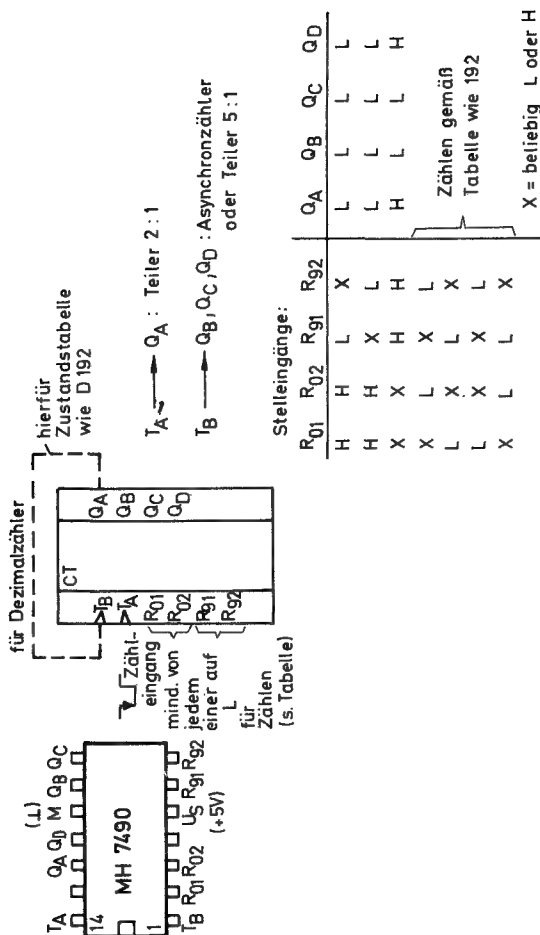 TA QA QD M QB QC
(⊥)
14
MH 7490
1
TB R01 R02 US R91 R92
(+5V)
für Dezimalzähler
hierfür
Zustandstabelle
wie D 192
CT
TB
TA
R01
R02
R91
R92
QA
QB
QC
QD
Zähl-
eingang
mind. von
jedem
einer auf
L
für
Zählen
(s. Tabelle)
TA → QA : Teiler 2:1
TB → QB, QC, QD : Asynchronzähler
oder Teiler 5:1
Stelleingänge:
R01 R02 R91 R92 QA QB QC QD
H H L X L L L L
H H X L L L L L
X X H H H L L H
X L X L
L X L X
L X X L
X L L X
Zählen gemäß
Tabelle wie 192
X = beliebig L oder H